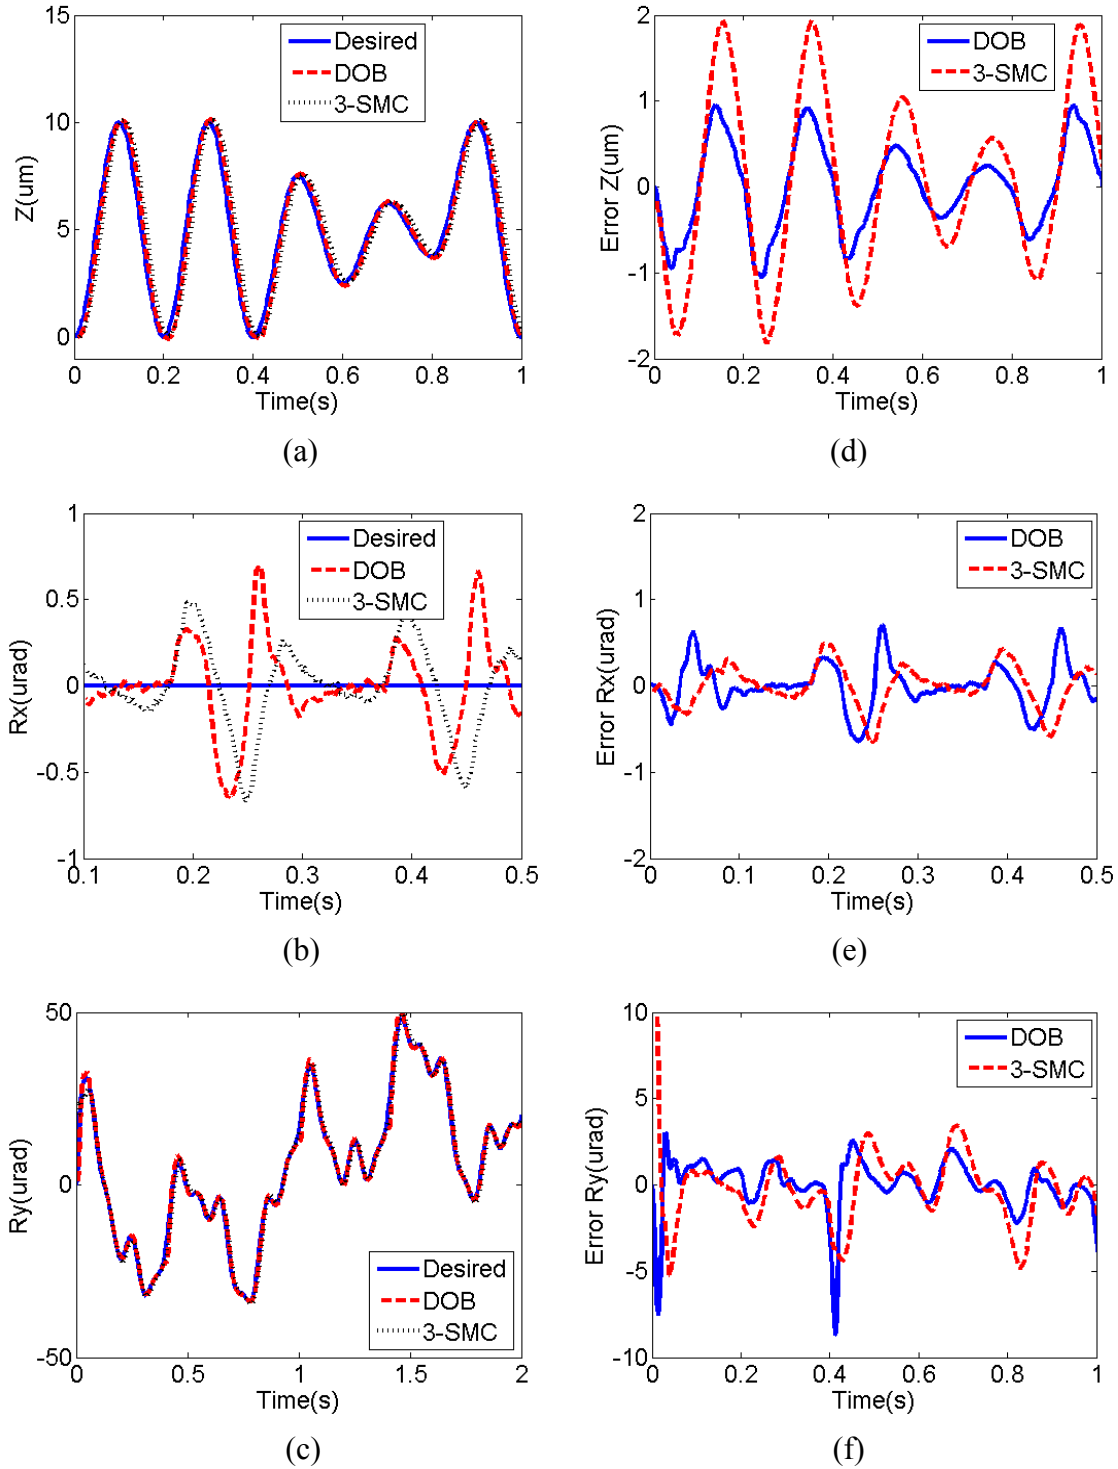 15
10
5
0
Z(um)
Desired
DOB
3-SMC
0
0.2
0.4
0.6
0.8
1
Time(s)
(a)
2
1
0
-1
-2
Error Z(um)
DOB
3-SMC
0
0.2
0.4
0.6
0.8
1
Time(s)
(d)
1
0.5
0
-0.5
-1
Rx(urad)
Desired
DOB
3-SMC
0.1
0.2
0.3
0.4
0.5
Time(s)
(b)
2
1
0
-1
-2
Error Rx(urad)
DOB
3-SMC
0
0.1
0.2
0.3
0.4
0.5
Time(s)
(e)
50
0
-50
Ry(urad)
Desired
DOB
3-SMC
0
0.5
1
1.5
2
Time(s)
(c)
10
5
0
-5
-10
Error Ry(urad)
DOB
3-SMC
0
0.2
0.4
0.6
0.8
1
Time(s)
(f)